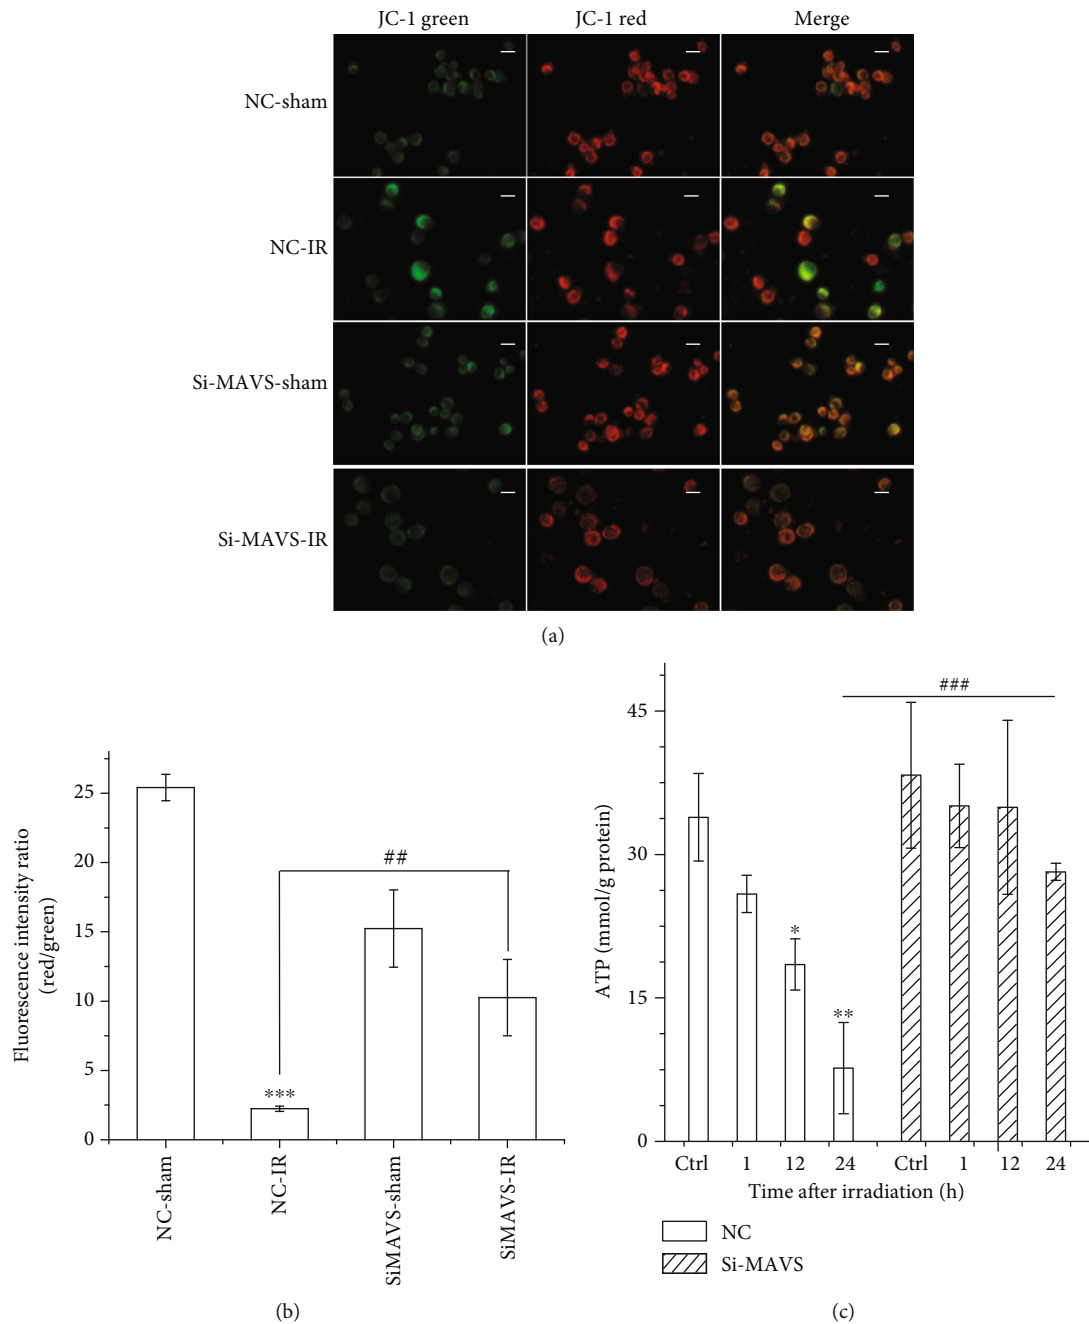 JC-1 green JC-1 red Merge
NC-sham
NC-IR
Si-MAVS-sham
Si-MAVS-IR
(a)
Fluorescence intensity ratio
(red/green)
25
20
15
10
5
0
***
##
NC-sham
NC-IR
SiMAVS-sham
SiMAVS-IR
(b)
ATP (mmol/g protein)
45
30
15
0
*
**
###
Ctrl 1 12 24 Ctrl 1 12 24
Time after irradiation (h)
NC
Si-MAVS
(c)